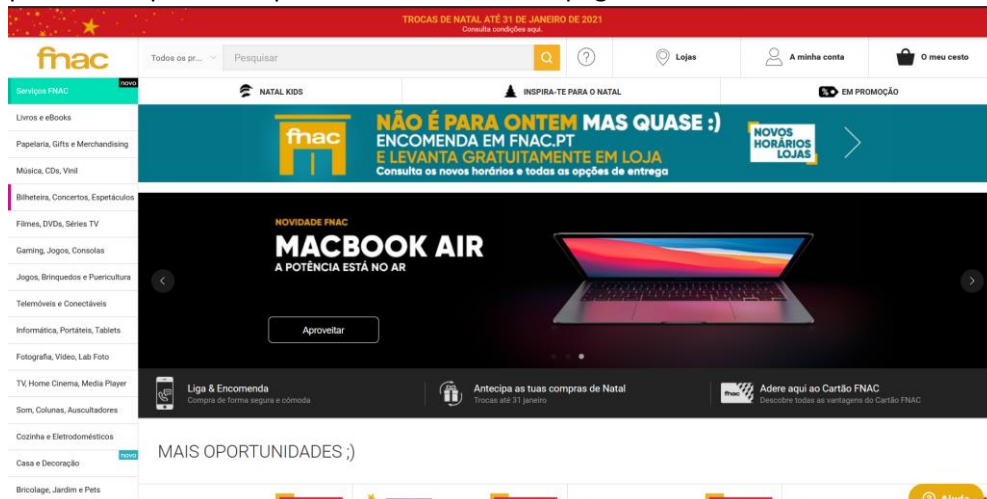 TROCAS DE NATAL ATÉ 31 DE JANEIRO DE 2021
Consulta condições aqui.
fnac
Todos os pr...
Pesquisar
?
Lojas
A minha conta
O meu cesto
Serviços FNAC
novo
NATAL KIDS
INSPIRA-TE PARA O NATAL
EM PROMOÇÃO
Livros e eBooks
Papelaria, Gifts e Merchandising
Música, CDs, Vinil
Bilheteira, Concertos, Espetáculos
Filmes, DVDs, Séries TV
Gaming, Jogos, Consolas
Jogos, Brinquedos e Puericultura
Telemóveis e Conectáveis
Informática, Portáteis, Tablets
Fotografia, Vídeo, Lab Foto
TV, Home Cinema, Media Player
Som, Colunas, Auscultadores
Cozinha e Eletrodomésticos
Casa e Decoração
novo
Bricolage, Jardim e Pets
fnac
NÃO É PARA ONTEM MAS QUASE :)
ENCOMENDA EM FNAC.PT
E LEVANTA GRATUITAMENTE EM LOJA
Consulta os novos horários e todas as opções de entrega
NOVOS
HORÁRIOS
LOJAS
NOVIDADE FNAC
MACBOOK AIR
A POTÊNCIA ESTÁ NO AR
Aproveitar
Liga & Encomenda
Compra de forma segura e cómoda
Antecipa as tuas compras de Natal
Trocas até 31 janeiro
fnac
Adere aqui ao Cartão FNAC
Descobre todas as vantagens do Cartão FNAC
MAIS OPORTUNIDADES ;)
? Ajuda